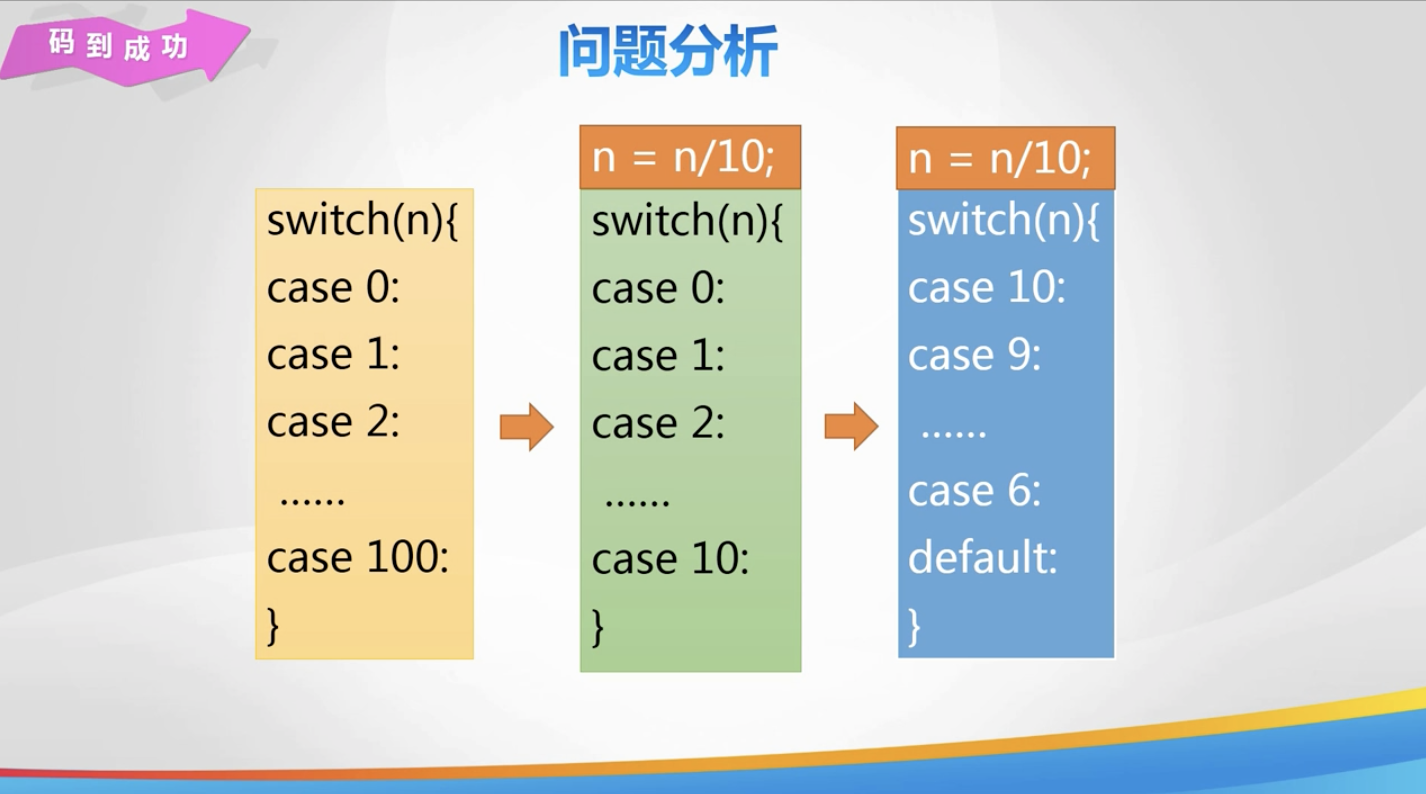 码到成功
问题分析
switch(n){
case 0:
case 1:
case 2:
......
case 100:
}
n = n/10;
switch(n){
case 0:
case 1:
case 2:
......
case 10:
}
n = n/10;
switch(n){
case 10:
case 9:
......
case 6:
default:
}